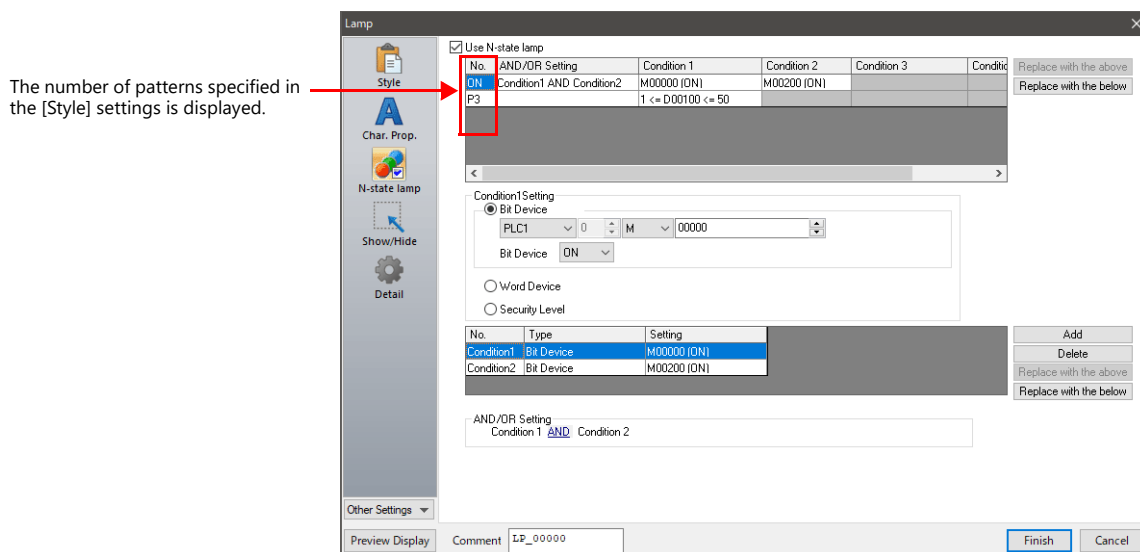 Lamp
The number of patterns specified in
the [Style] settings is displayed.
Style
Char. Prop.
N-state lamp
Show/Hide
Detail
Other Settings
Use N-state lamp
No. AND/OR Setting Condition 1 Condition 2 Condition 3 Conditic
ON Condition1 AND Condition2 M00000 (ON) M00200 (ON)
P3 1 <= D00100 <= 50
Replace with the above
Replace with the below
Condition1Setting
Bit Device
PLC1 0 M 00000
Bit Device ON
Word Device
Security Level
No. Type Setting
Condition1 Bit Device M00000 (ON)
Condition2 Bit Device M00200 (ON)
Add
Delete
Replace with the above
Replace with the below
AND/OR Setting
Condition 1 AND Condition 2
Preview Display Comment LP_00000 Finish Cancel